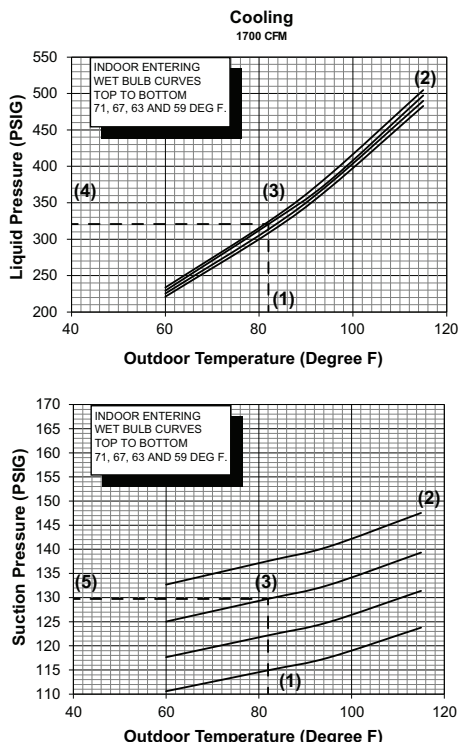 Cooling
1700 CFM
550
500
450
400
350
300
250
200
Liquid Pressure (PSIG)
INDOOR ENTERING
WET BULB CURVES
TOP TO BOTTOM
71, 67, 63 AND 59 DEG F.
(2)
(4)
(3)
(1)
40
60
80
100
120
Outdoor Temperature (Degree F)
170
165
160
155
150
145
140
135
130
125
120
115
110
Suction Pressure (PSIG)
INDOOR ENTERING
WET BULB CURVES
TOP TO BOTTOM
71, 67, 63 AND 59 DEG F.
(2)
(5)
(3)
(1)
40
60
80
100
120
Outdoor Temperature (Degree F)